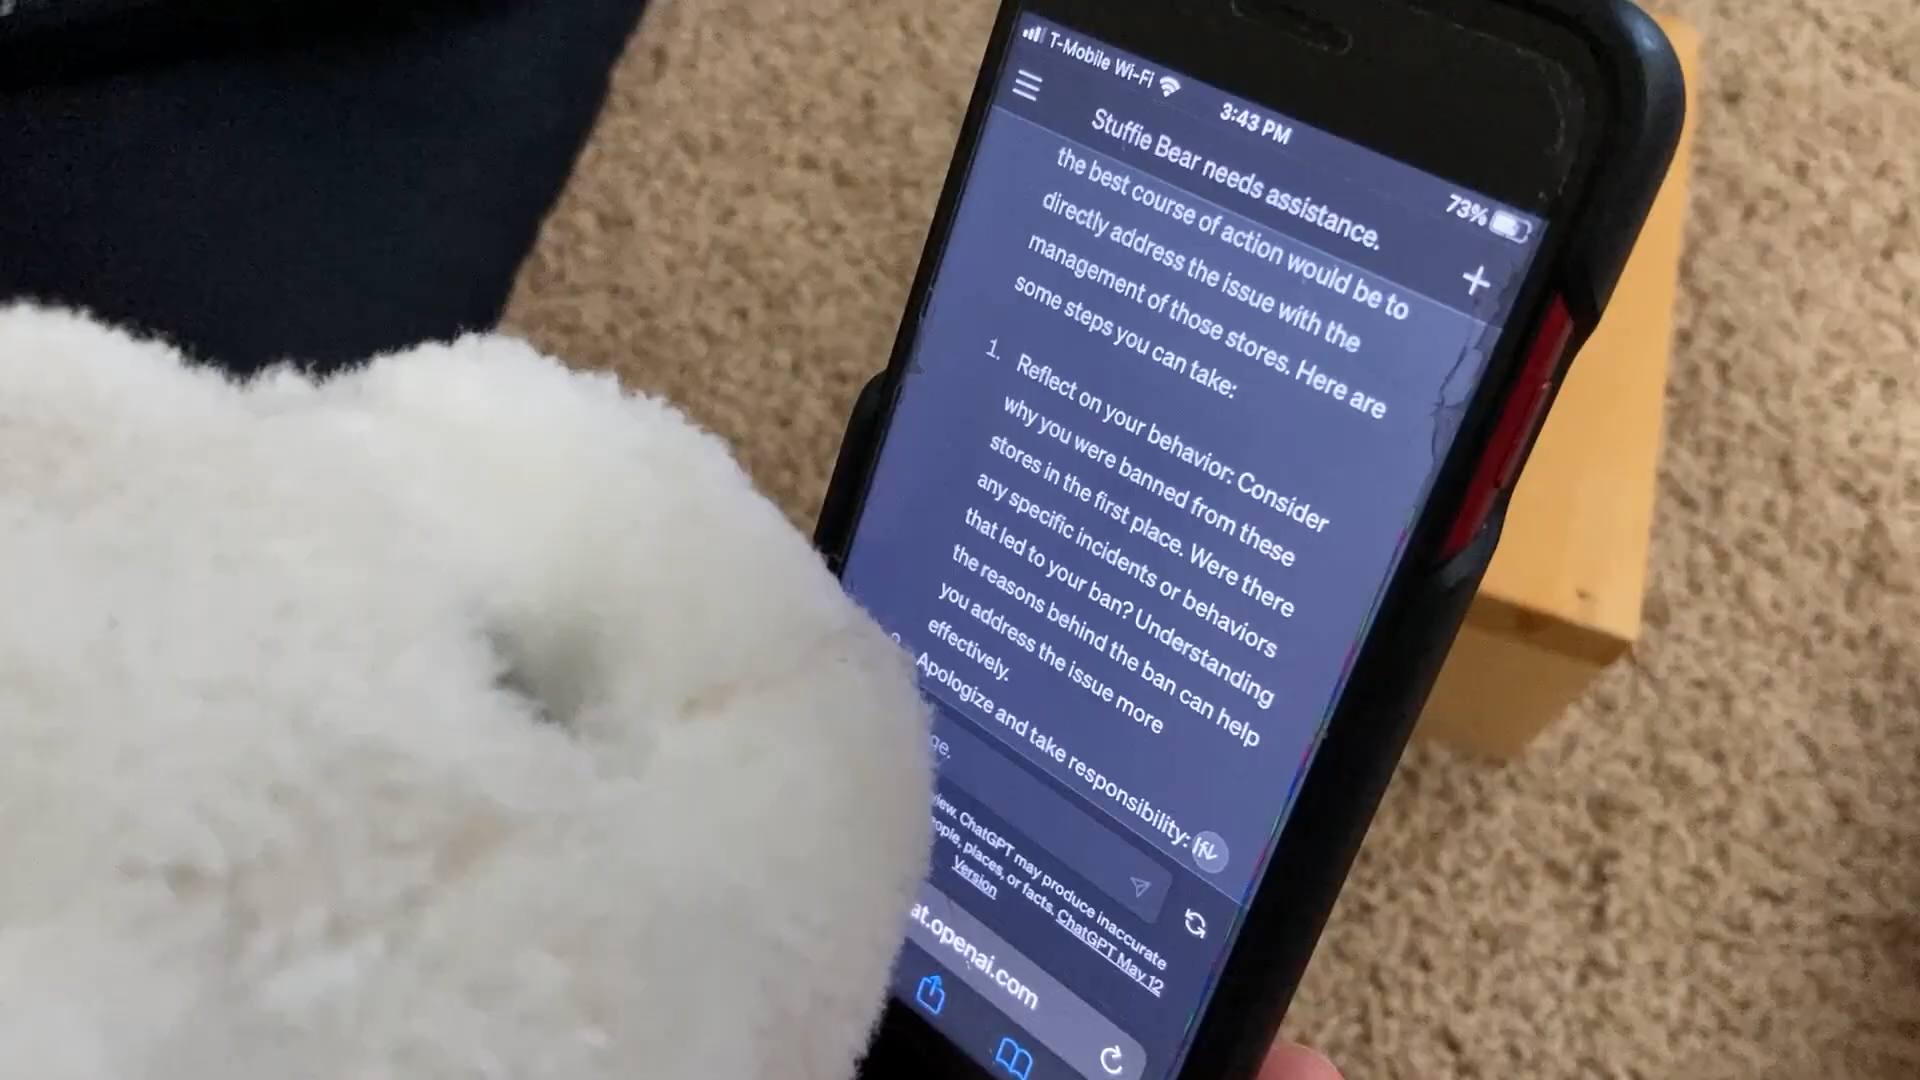 T-Mobile Wi-Fi
3:43 PM
73%
Stuffie Bear needs assistance.
the best course of action would be to
directly address the issue with the
management of those stores. Here are
some steps you can take:
1. Reflect on your behavior: Consider
why you were banned from these
stores in the first place. Were there
any specific incidents or behaviors
that led to your ban? Understanding
the reasons behind the ban can help
you address the issue more
effectively.
Apologize and take responsibility:
ChatGPT may produce inaccurate
places, or facts. ChatGPT May 12
Version
at.openai.com